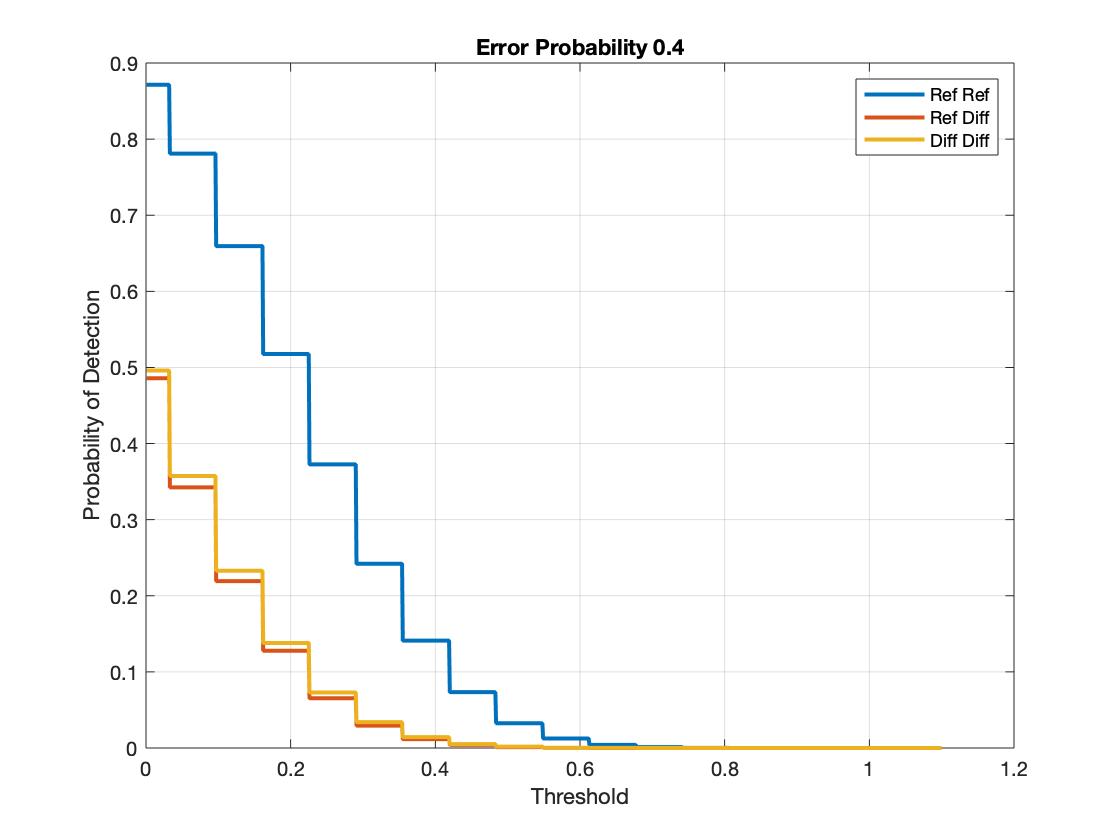 Error Probability 0.4
Ref Ref
Ref Diff
Diff Diff
Probability of Detection
0.9
0.8
0.7
0.6
0.5
0.4
0.3
0.2
0.1
0
0 0.2 0.4 0.6 0.8 1 1.2
Threshold